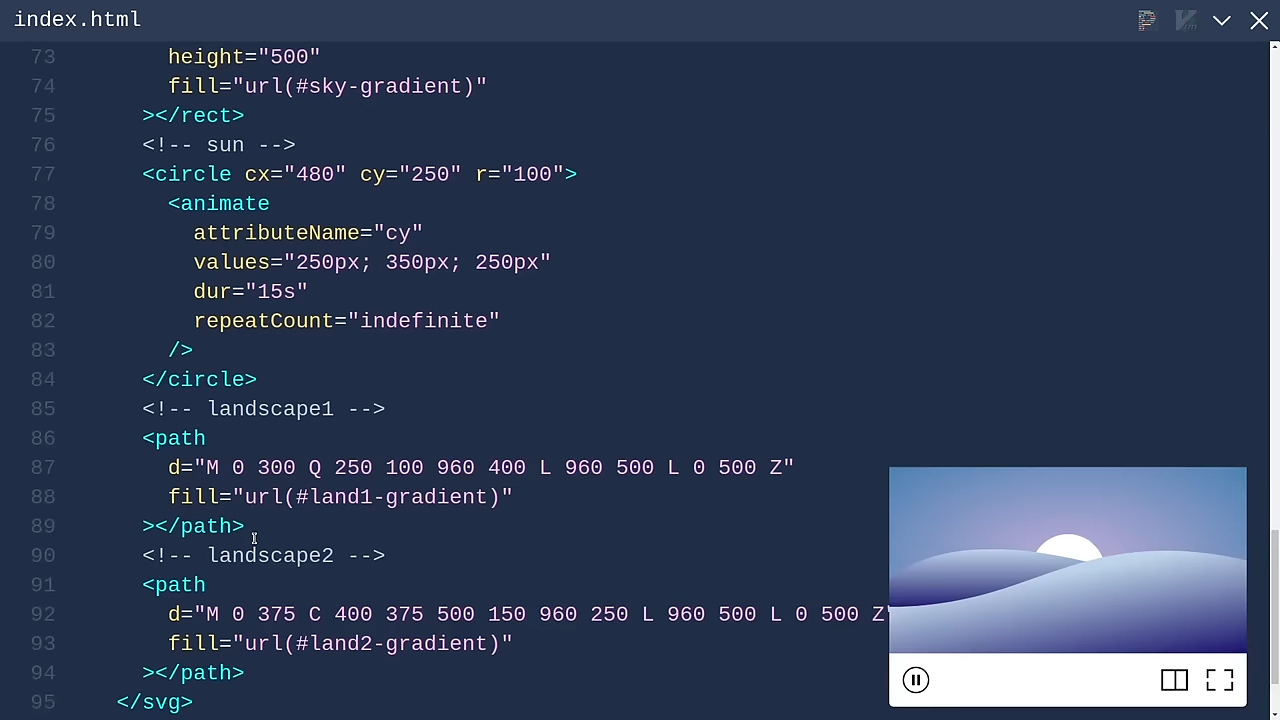 index.html
73 height="500"
74 fill="url(#sky-gradient)"
75 ></rect>
76 <!-- sun -->
77 <circle cx="480" cy="250" r="100">
78 <animate
79 attributeName="cy"
80 values="250px; 350px; 250px"
81 dur="15s"
82 repeatCount="indefinite"
83 />
84 </circle>
85 <!-- landscape1 -->
86 <path
87 d="M 0 300 Q 250 100 960 400 L 960 500 L 0 500 Z"
88 fill="url(#land1-gradient)"
89 ></path>
90 <!-- landscape2 -->
91 <path
92 d="M 0 375 C 400 375 500 150 960 250 L 960 500 L 0 500 Z"
93 fill="url(#land2-gradient)"
94 ></path>
95 </svg>